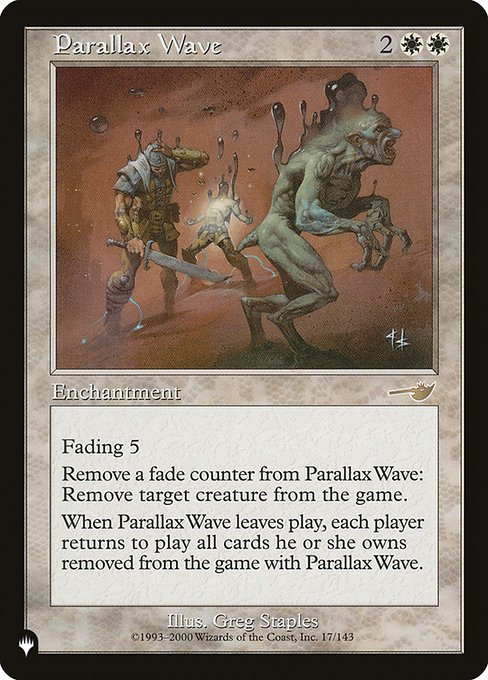 Parallax Wave 2
Enchantment
Fading 5
Remove a fade counter from Parallax Wave:
Remove target creature from the game.
When Parallax Wave leaves play, each player
returns to play all cards he or she owns
removed from the game with Parallax Wave.
Illus. Greg Staples
©1993-2000 Wizards of the Coast, Inc. 17/143